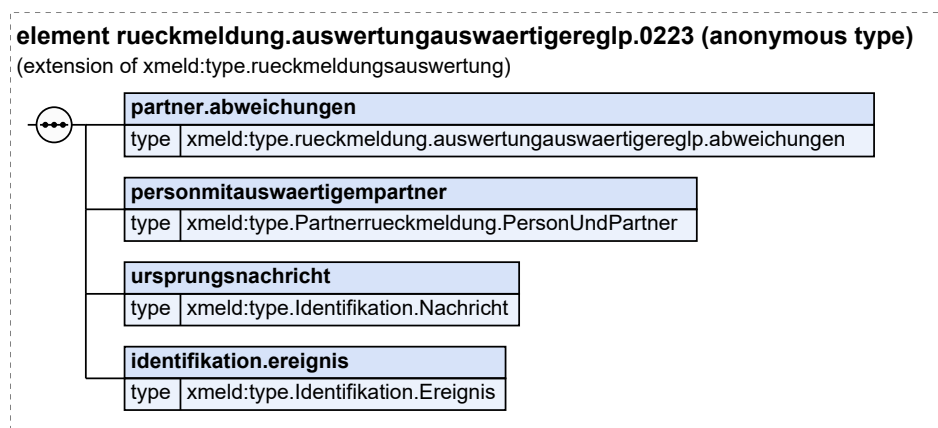 element rueckmeldung.auswertungauswaertigereglp.0223 (anonymous type)
(extension of xmeld:type.rueckmeldungsauswertung)
partner.abweichungen
type xmeld:type.rueckmeldung.auswertungauswaertigereglp.abweichungen
personmitauswaertigempartner
type xmeld:type.Partnerrueckmeldung.PersonUndPartner
ursprungsnachricht
type xmeld:type.Identifikation.Nachricht
identifikation.ereignis
type xmeld:type.Identifikation.Ereignis